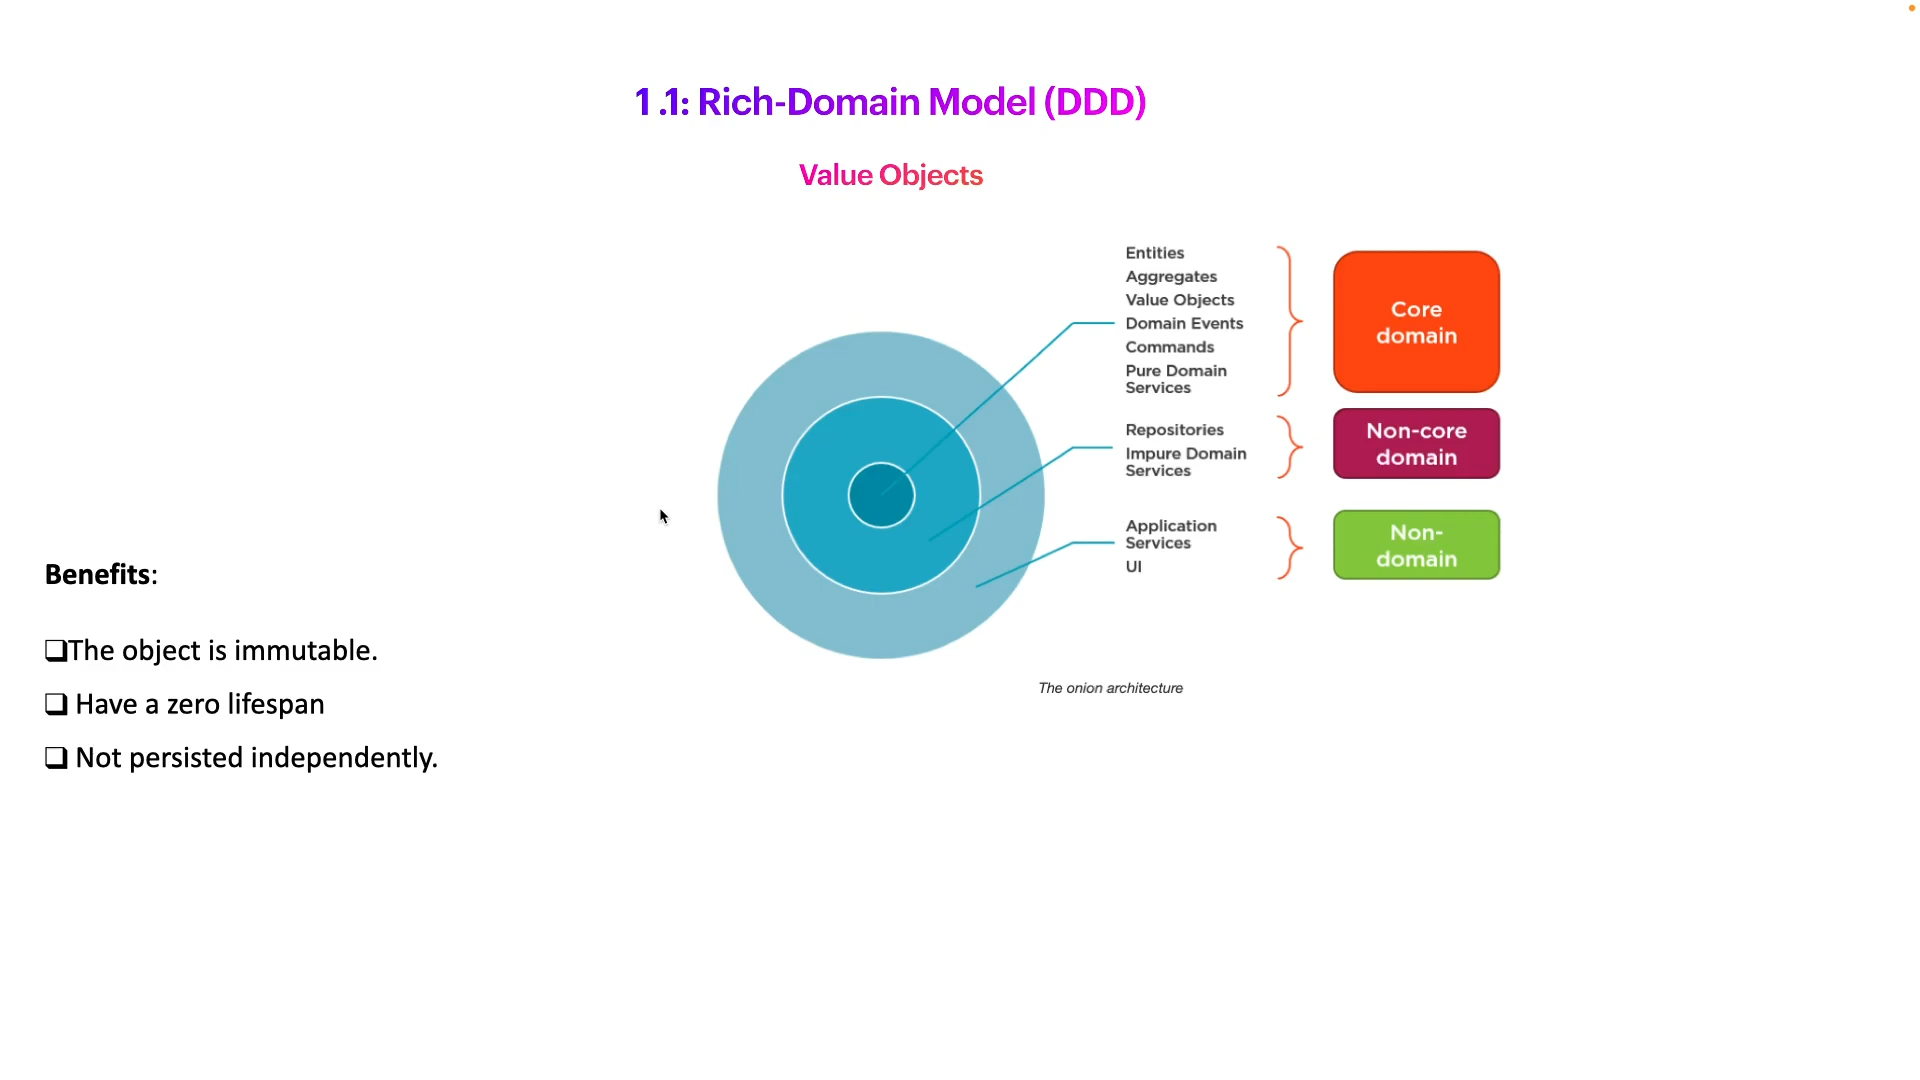 1.1: Rich-Domain Model (DDD)
Value Objects
Entities
Aggregates
Value Objects
Domain Events
Commands
Pure Domain
Services
Core
domain
Repositories
Impure Domain
Services
Non-core
domain
Application
Services
UI
Non-
domain
The onion architecture
Benefits:
❑The object is immutable.
❑ Have a zero lifespan
❑ Not persisted independently.